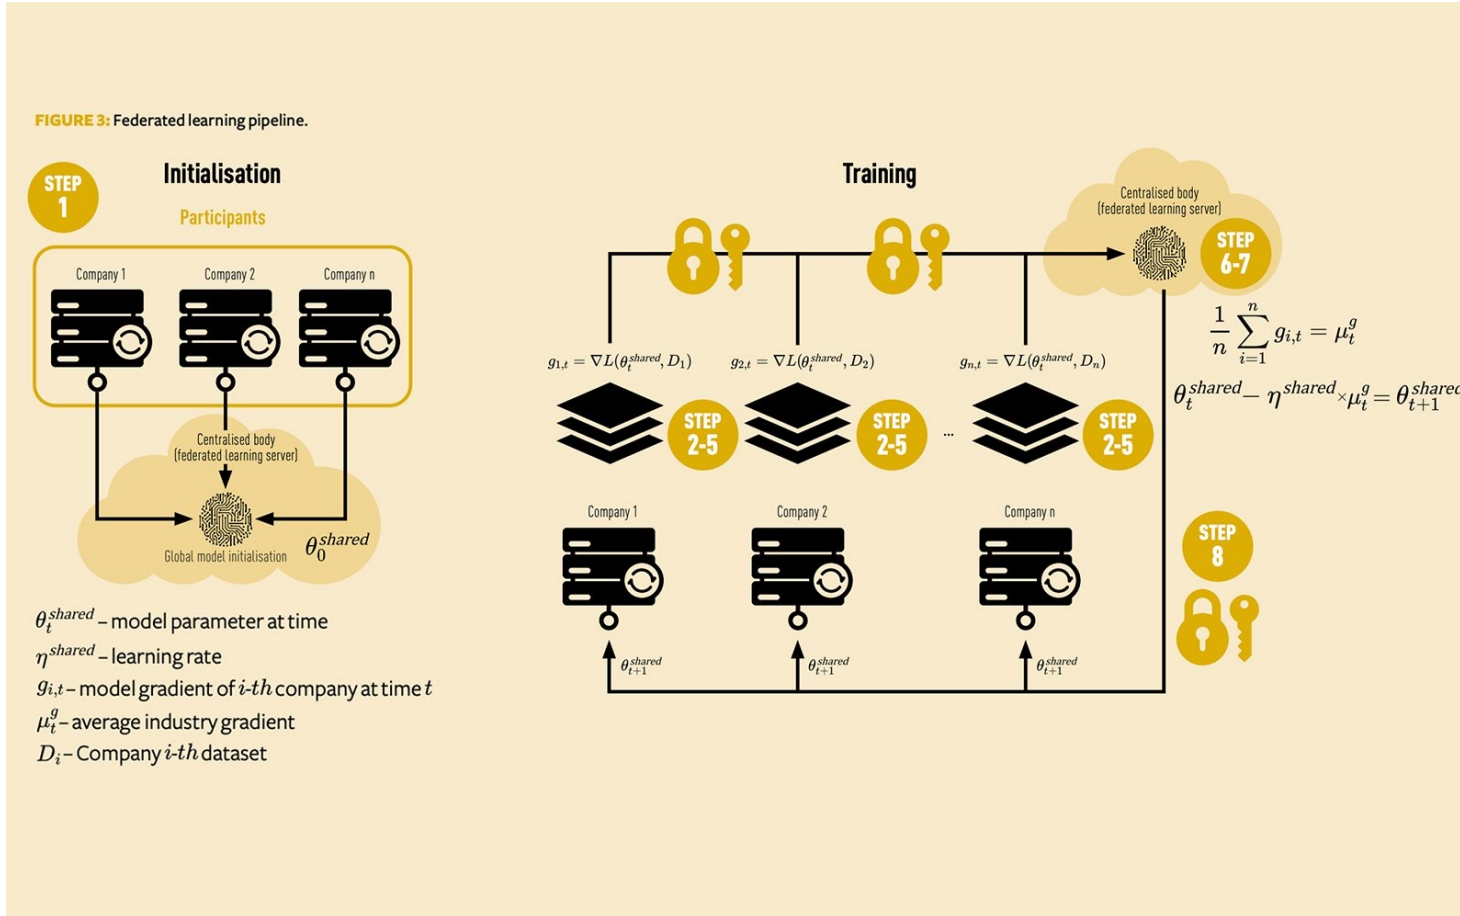 FIGURE 3: Federated learning pipeline.
STEP
1
Initialisation
Participants
Company 1
Company 2
Company n
Centralised body
(federated learning server)
Global model initialisation
θ_0^{shared}
θ_t^{shared} – model parameter at time
η^{shared} – learning rate
g_{i,t} – model gradient of i-th company at time t
μ_t^g – average industry gradient
D_i – Company i-th dataset
Training
Centralised body
(federated learning server)
STEP
6-7
\frac{1}{n} \sum_{i=1}^{n} g_{i,t} = μ_t^g
θ_t^{shared} – η^{shared} × μ_t^g = θ_{t+1}^{shared}
g_{1,t} = ∇L(θ_t^{shared}, D_1)
g_{2,t} = ∇L(θ_t^{shared}, D_2)
g_{n,t} = ∇L(θ_t^{shared}, D_n)
STEP
2-5
STEP
2-5
...
STEP
2-5
Company 1
Company 2
Company n
STEP
8
θ_{t+1}^{shared}
θ_{t+1}^{shared}
θ_{t+1}^{shared}